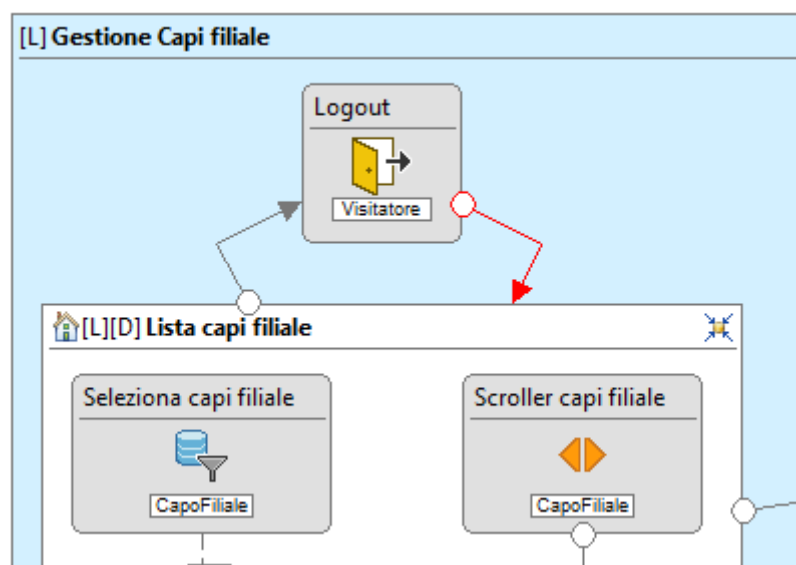 [L] Gestione Capi filiale
Logout
Visitatore
[L][D] Lista capi filiale
Seleziona capi filiale
Scroller capi filiale
CapoFiliale
CapoFiliale